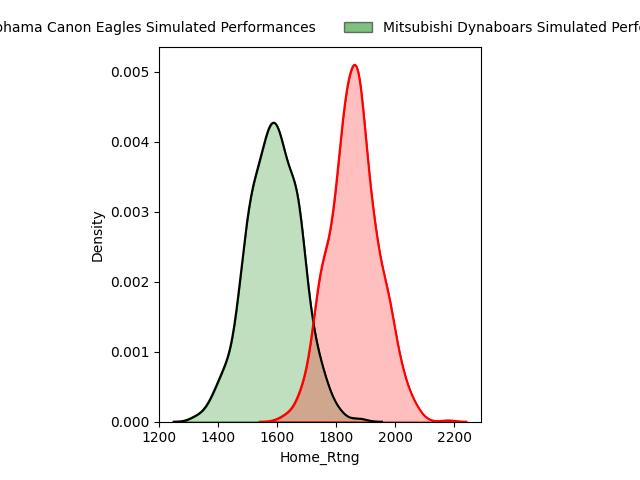 ohama Canon Eagles Simulated Performances
Mitsubishi Dynaboars Simulated Perfo
0.005
0.004
0.003
0.002
0.001
0.000
Density
1200 1400 1600 1800 2000 2200
Home_Rtng